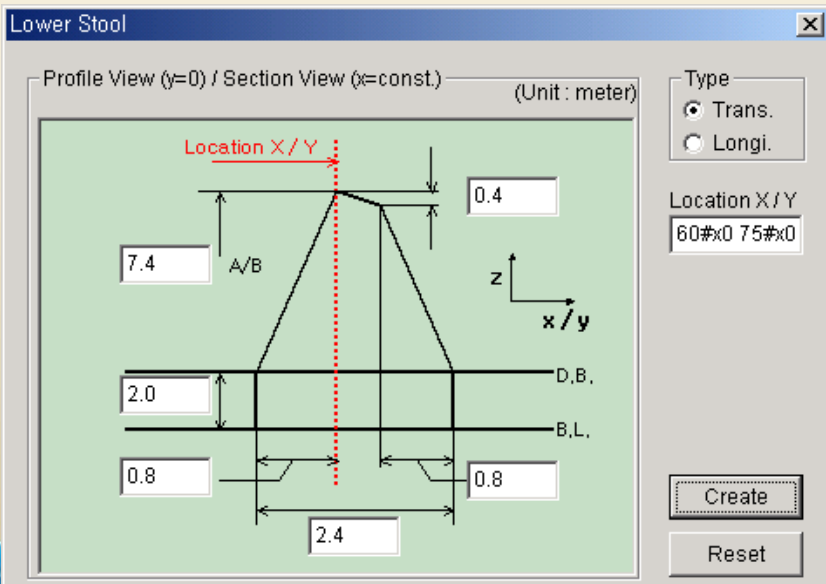 Lower Stool
Profile View (y=0) / Section View (x=const.)
(Unit : meter)
Location X / Y
0.4
7.4
A/B
z
x / y
D,B,
2.0
B,L,
0.8
0.8
2.4
Type
Trans.
Longi.
Location X / Y
60#x0 75#x0
Create
Reset